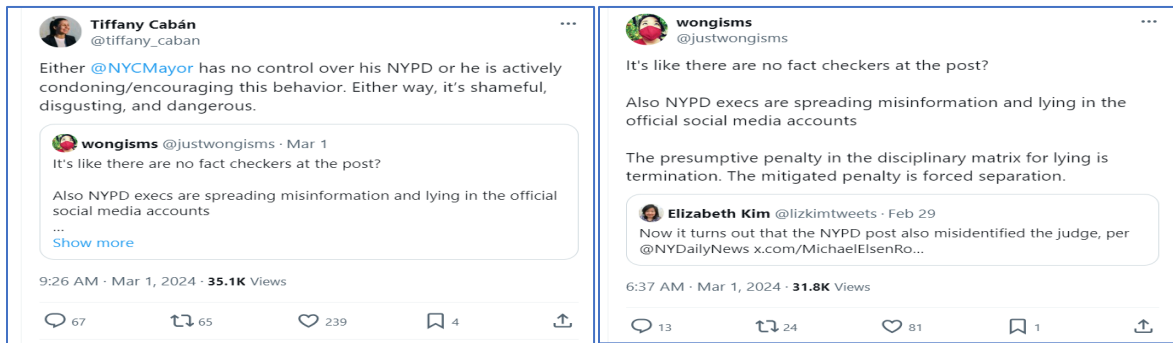 Tiffany Cabán
@tiffany_caban
Either @NYCMayor has no control over his NYPD or he is actively
condoning/encouraging this behavior. Either way, it's shameful,
disgusting, and dangerous.
wongisms @justwongisms · Mar 1
It's like there are no fact checkers at the post?
Also NYPD execs are spreading misinformation and lying in the official
social media accounts
...
Show more
9:26 AM · Mar 1, 2024 · 35.1K Views
67 65 239 4
wongisms
@justwongisms
It's like there are no fact checkers at the post?
Also NYPD execs are spreading misinformation and lying in the
official social media accounts
The presumptive penalty in the disciplinary matrix for lying is
termination. The mitigated penalty is forced separation.
Elizabeth Kim @lizkimtweets · Feb 29
Now it turns out that the NYPD post also misidentified the judge, per
@NYDailyNews x.com/MichaelElsenRo...
6:37 AM · Mar 1, 2024 · 31.8K Views
13 24 81 1